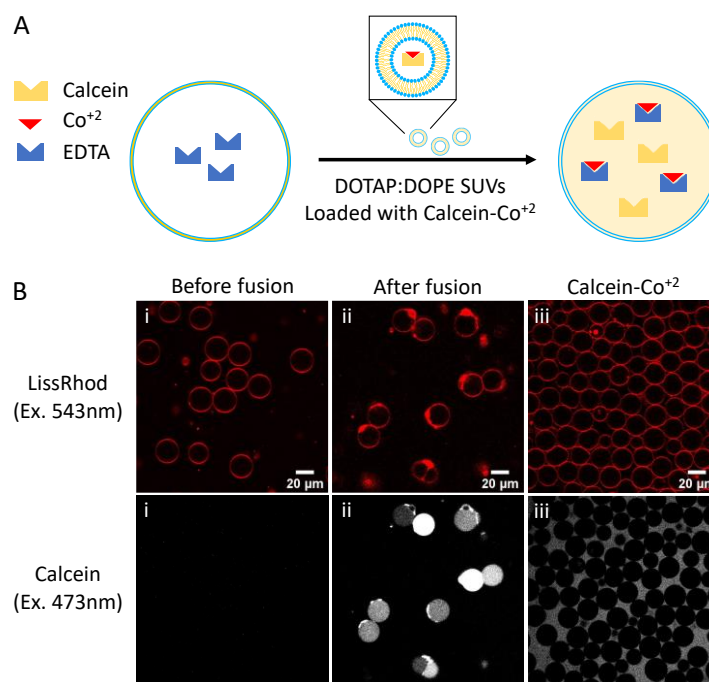 A
Calcein
Co⁺²
EDTA
DOTAP:DOPE SUVs
Loaded with Calcein-Co⁺²
B
Before fusion
After fusion
Calcein-Co⁺²
LissRhod
(Ex. 543nm)
i
20 µm
ii
20 µm
iii
20 µm
Calcein
(Ex. 473nm)
i
ii
iii